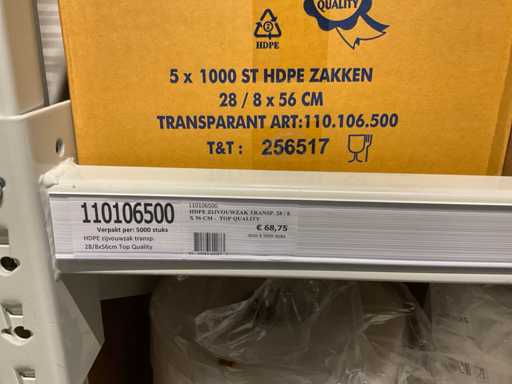 QUALITY
HDPE
5 x 1000 ST HDPE ZAKKEN
28 / 8 x 56 CM
TRANSPARANT ART:110.106.500
T&T: 256517
110106500
Verpakt per: 5000 stuks
HDPE zijvouwzak transp.
28/8x56cm Top Quality
110106500
HDPE ZIJVOUWZAK TRANSP. 28 / 8
X 56 CM - TOP QUALITY
€ 68,75